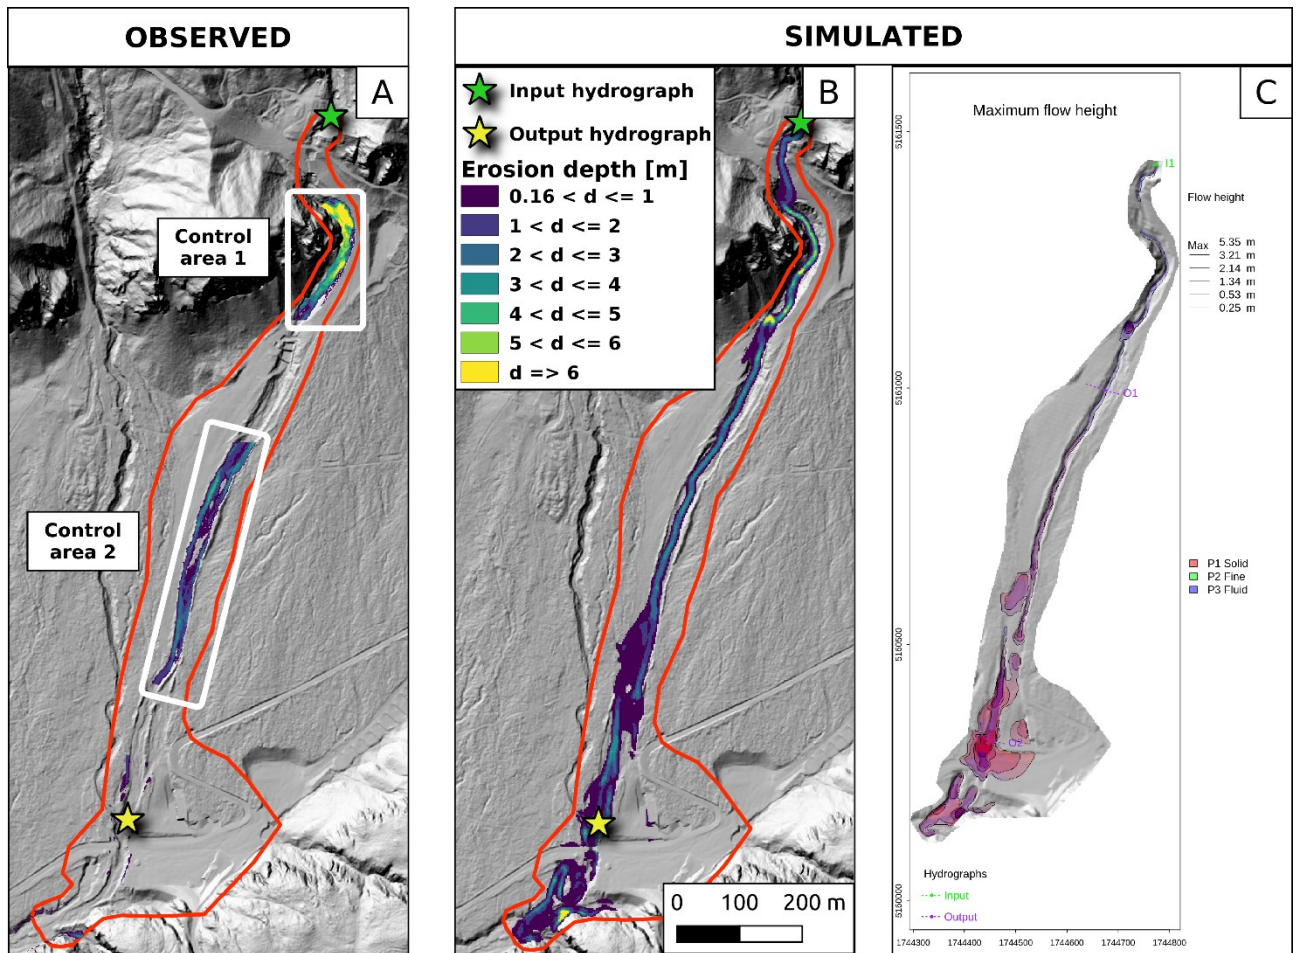 OBSERVED
SIMULATED
A
Control
area 1
Control
area 2
B
Input hydrograph
Output hydrograph
Erosion depth [m]
0.16 < d <= 1
1 < d <= 2
2 < d <= 3
3 < d <= 4
4 < d <= 5
5 < d <= 6
d => 6
0 100 200 m
C
Maximum flow height
I1
O1
O2
Flow height
Max 5.35 m
3.21 m
2.14 m
1.34 m
0.53 m
0.25 m
P1 Solid
P2 Fine
P3 Fluid
Hydrographs
Input
Output
5161500
5161000
5160500
5160000
1744300 1744400 1744500 1744600 1744700 1744800